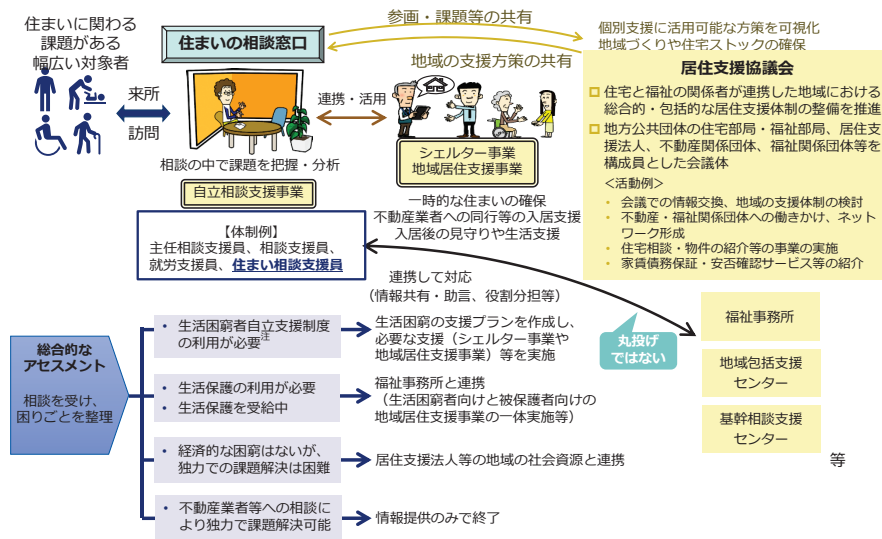 住まいに関わる
課題がある
幅広い対象者
来所
訪問
住まいの相談窓口
相談の中で課題を把握・分析
自立相談支援事業
【体制例】
主任相談支援員、相談支援員、
就労支援員、住まい相談支援員
参画・課題等の共有
地域の支援方策の共有
連携・活用
シェルター事業
地域居住支援事業
一時的な住まいの確保
不動産業者への同行等の入居支援
入居後の見守りや生活支援
個別支援に活用可能な方策を可視化
地域づくりや住宅ストックの確保
居住支援協議会
住宅と福祉の関係者が連携した地域における
総合的・包括的な居住支援体制の整備を推進
地方公共団体の住宅部局・福祉部局、居住支
援法人、不動産関係団体、福祉関係団体等を
構成員とした会議体
＜活動例＞
・ 会議での情報交換、地域の支援体制の検討
・ 不動産・福祉関係団体への働きかけ、ネット
ワーク形成
・ 住宅相談・物件の紹介等の事業の実施
・ 家賃債務保証・安否確認サービス等の紹介
連携して対応
（情報共有・助言、役割分担等）
丸投げ
ではない
福祉事務所
地域包括支援
センター
基幹相談支援
センター
等
総合的な
アセスメント
相談を受け、
困りごとを整理
・ 生活困窮者自立支援制度
の利用が必要注
生活困窮の支援プランを作成し、
必要な支援（シェルター事業や
地域居住支援事業）等を実施
・ 生活保護の利用が必要
・ 生活保護を受給中
福祉事務所と連携
（生活困窮者向けと被保護者向けの
地域居住支援事業の一体実施等）
・ 経済的な困窮はないが、
独力での課題解決は困難
居住支援法人等の地域の社会資源と連携
・ 不動産業者等への相談に
より独力で課題解決可能
情報提供のみで終了